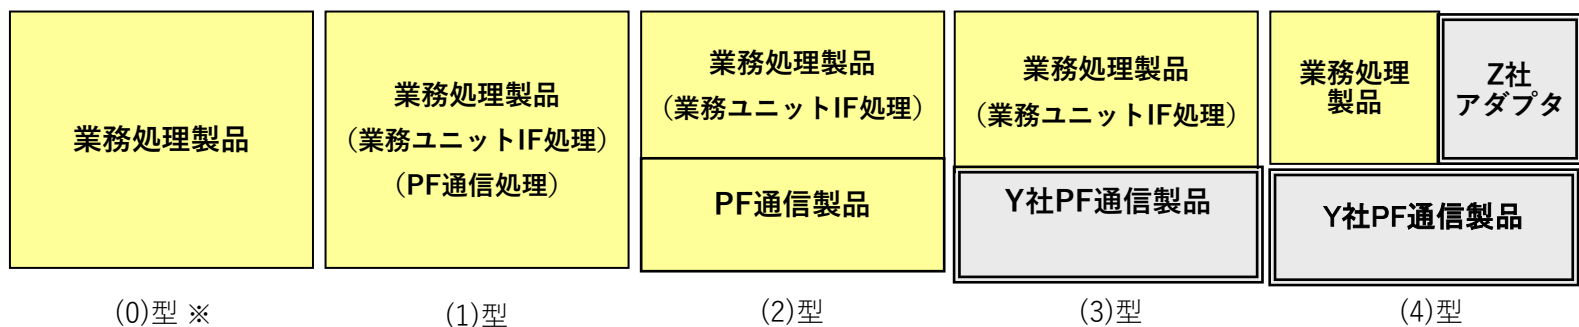 業務処理製品
業務処理製品
（業務ユニットIF処理）
（PF通信処理）
業務処理製品
（業務ユニットIF処理）
PF通信製品
業務処理製品
（業務ユニットIF処理）
Y社PF通信製品
業務処理
製品
Z社
アダプタ
Y社PF通信製品
(0)型 ※
(1)型
(2)型
(3)型
(4)型